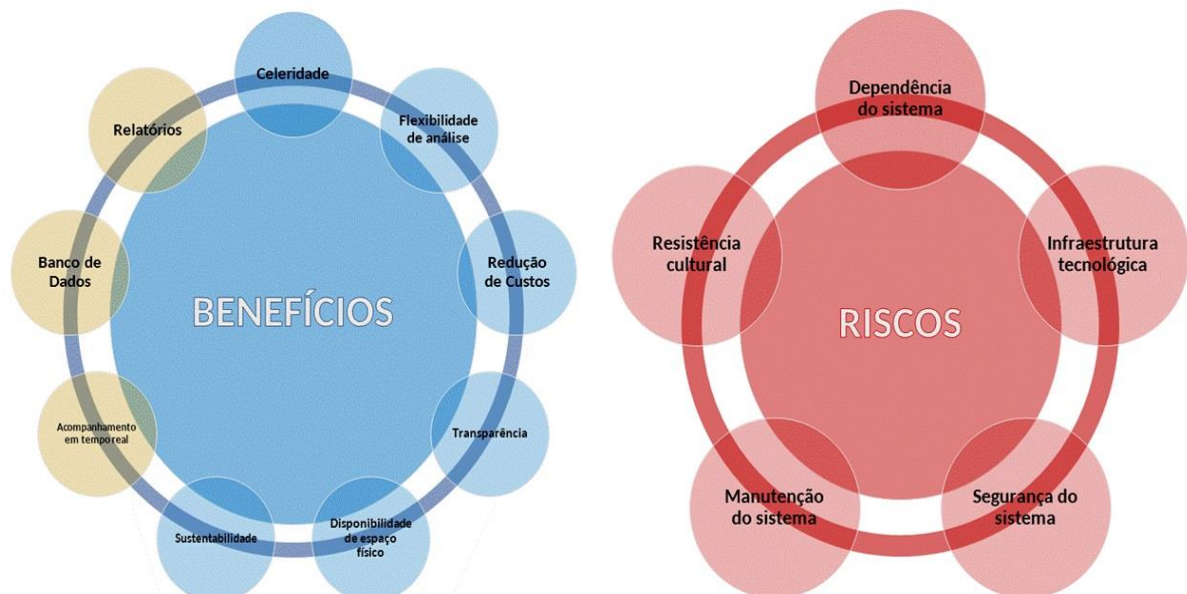 BENEFÍCIOS
Celeridade
Flexibilidade
de análise
Redução
de Custos
Transparência
Disponibilidade
de espaço
físico
Sustentabilidade
Acompanhamento
em tempo real
Banco de
Dados
Relatórios
RISCOS
Dependência
do sistema
Infraestrutura
tecnológica
Segurança do
sistema
Manutenção
do sistema
Resistência
cultural